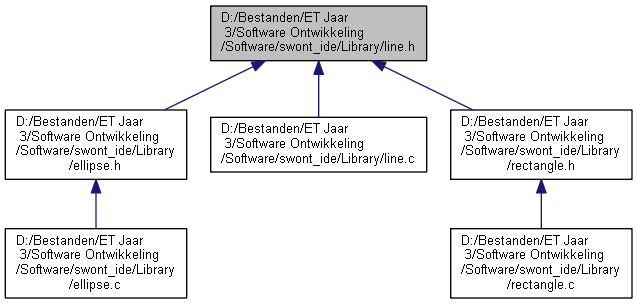 D:/Bestanden/ET Jaar
3/Software Ontwikkeling
/Software/swont_ide/Library/line.h
D:/Bestanden/ET Jaar
3/Software Ontwikkeling
/Software/swont_ide/Library
/ellipse.h
D:/Bestanden/ET Jaar
3/Software Ontwikkeling
/Software/swont_ide/Library/line.c
D:/Bestanden/ET Jaar
3/Software Ontwikkeling
/Software/swont_ide/Library
/rectangle.h
D:/Bestanden/ET Jaar
3/Software Ontwikkeling
/Software/swont_ide/Library
/ellipse.c
D:/Bestanden/ET Jaar
3/Software Ontwikkeling
/Software/swont_ide/Library
/rectangle.c